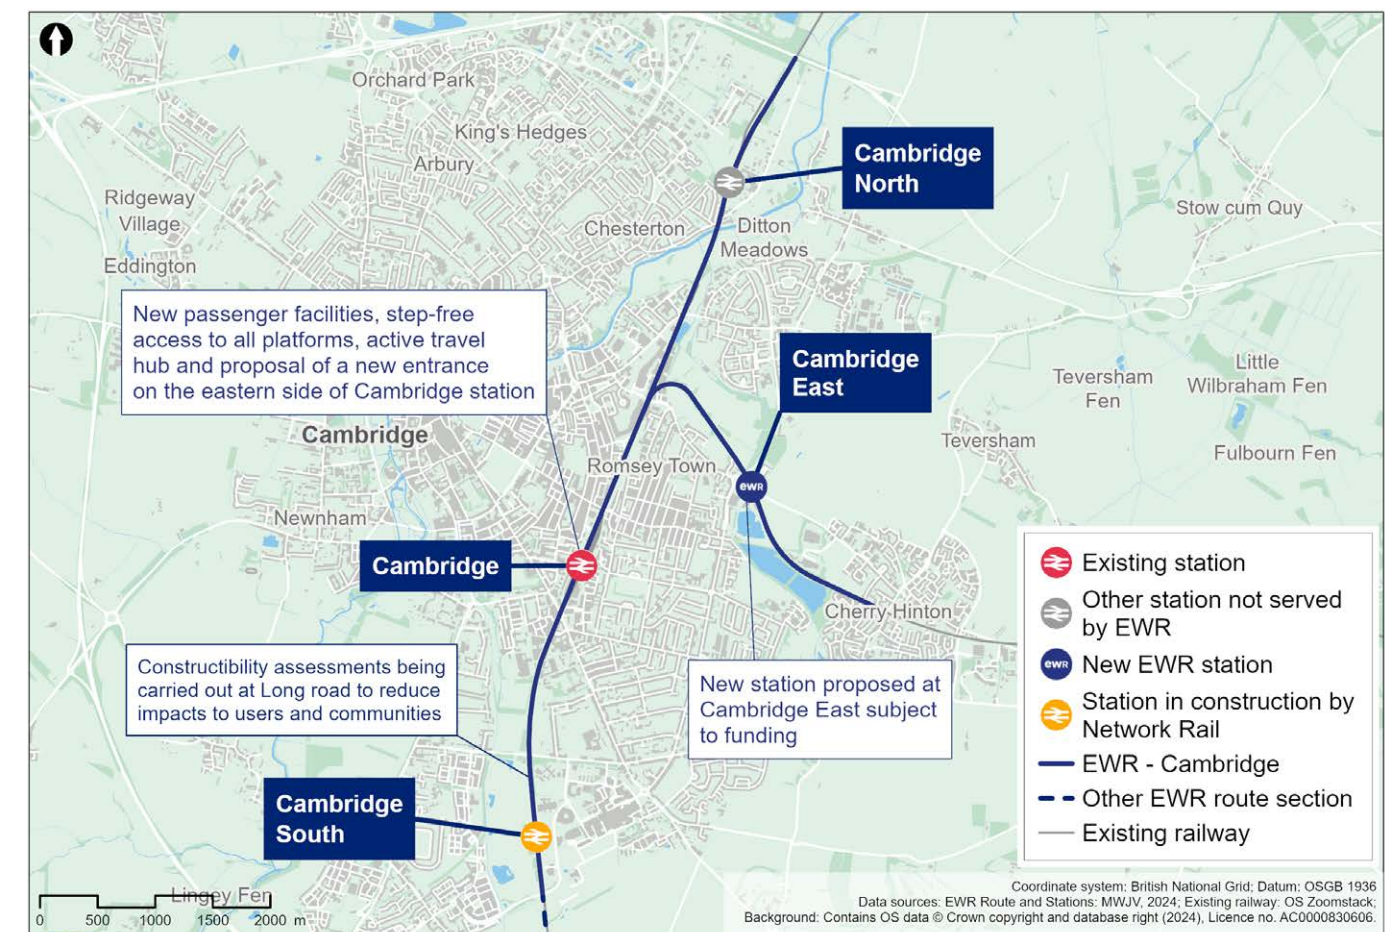 Orchard Park
King's Hedges
Arbury
Cambridge
North
Ridgeway
Village
Stow cum Quy
Chesterton
Ditton
Meadows
Eddington
New passenger facilities, step-free
access to all platforms, active travel
hub and proposal of a new entrance
on the eastern side of Cambridge station
Cambridge
East
Little
Wilbraham Fen
Teversham
Fen
Cambridge
Teversham
Fulbourn Fen
Romsey Town
ewr
Newnham
Cambridge
Cherry Hinton
Existing station
Other station not served
by EWR
ewr
New EWR station
Station in construction by
Network Rail
EWR - Cambridge
Other EWR route section
Existing railway
Constructibility assessments being
carried out at Long road to reduce
impacts to users and communities
New station proposed at
Cambridge East subject
to funding
Cambridge
South
Lingey Fen
0 500 1000 1500 2000 m
Coordinate system: British National Grid; Datum: OSGB 1936
Data sources: EWR Route and Stations: MWJV, 2024; Existing railway: OS Zoomstack;
Background: Contains OS data © Crown copyright and database right (2024), Licence no. AC0000830606.